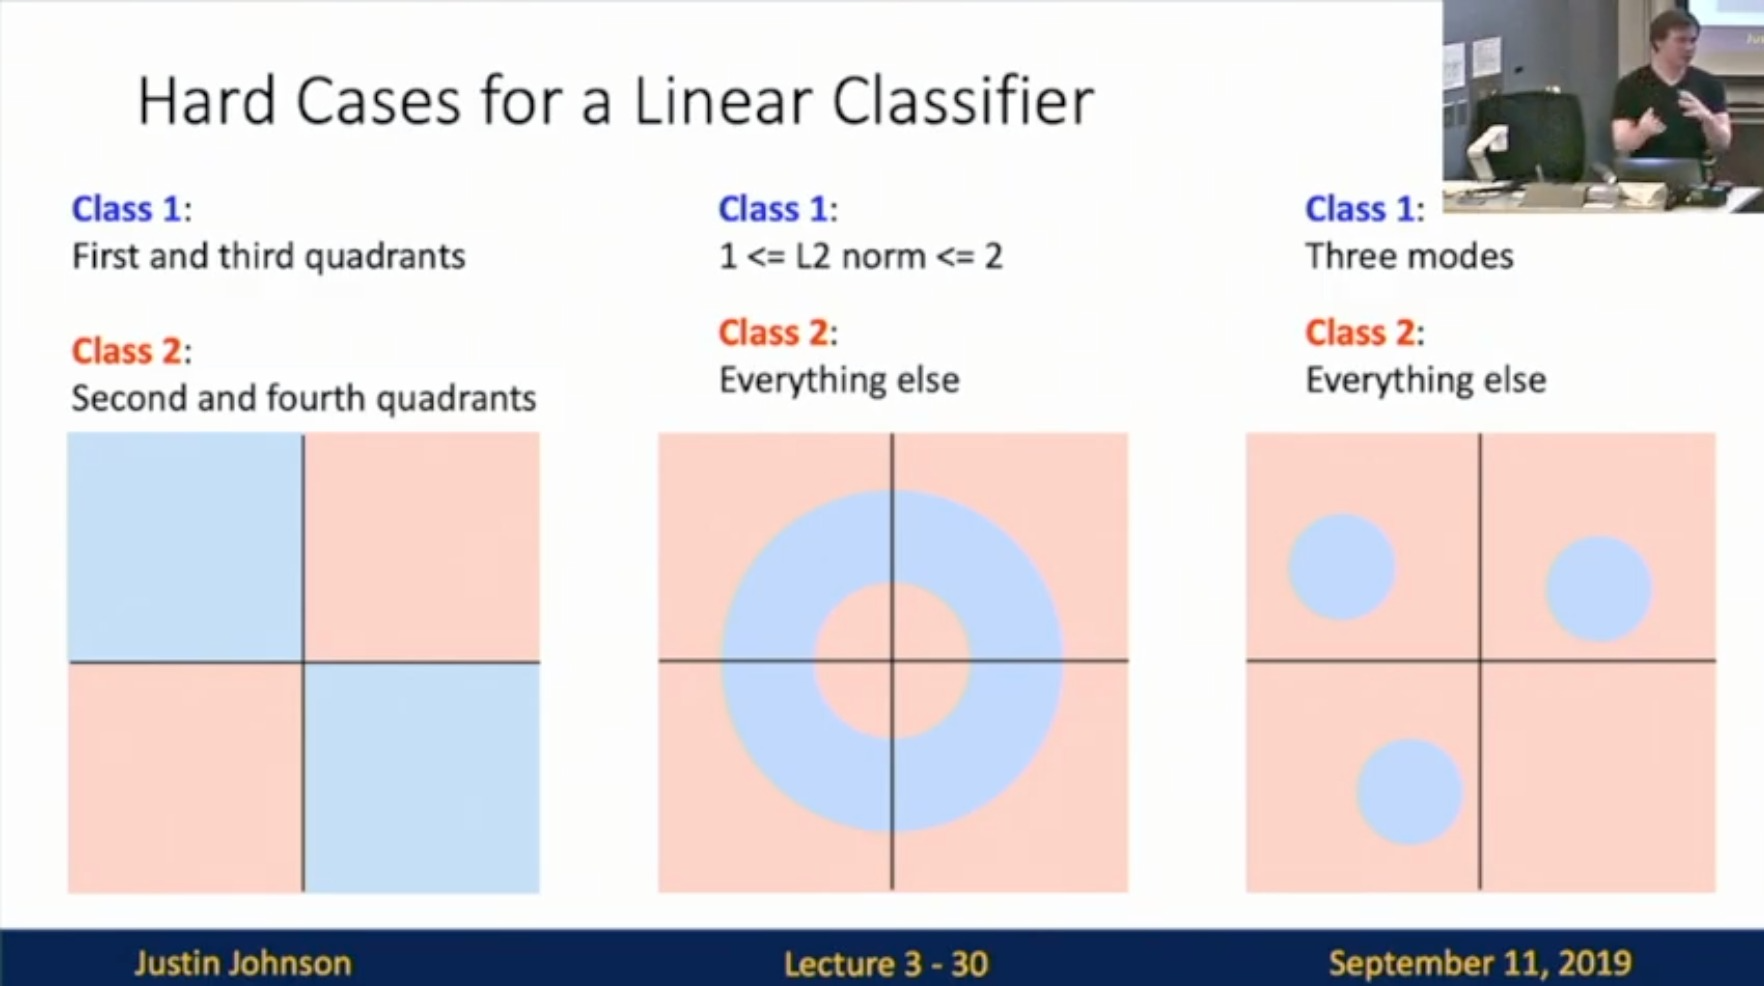 Hard Cases for a Linear Classifier
Class 1:
First and third quadrants
Class 2:
Second and fourth quadrants
Class 1:
1 <= L2 norm <= 2
Class 2:
Everything else
Class 1:
Three modes
Class 2:
Everything else
Justin Johnson
Lecture 3 - 30
September 11, 2019